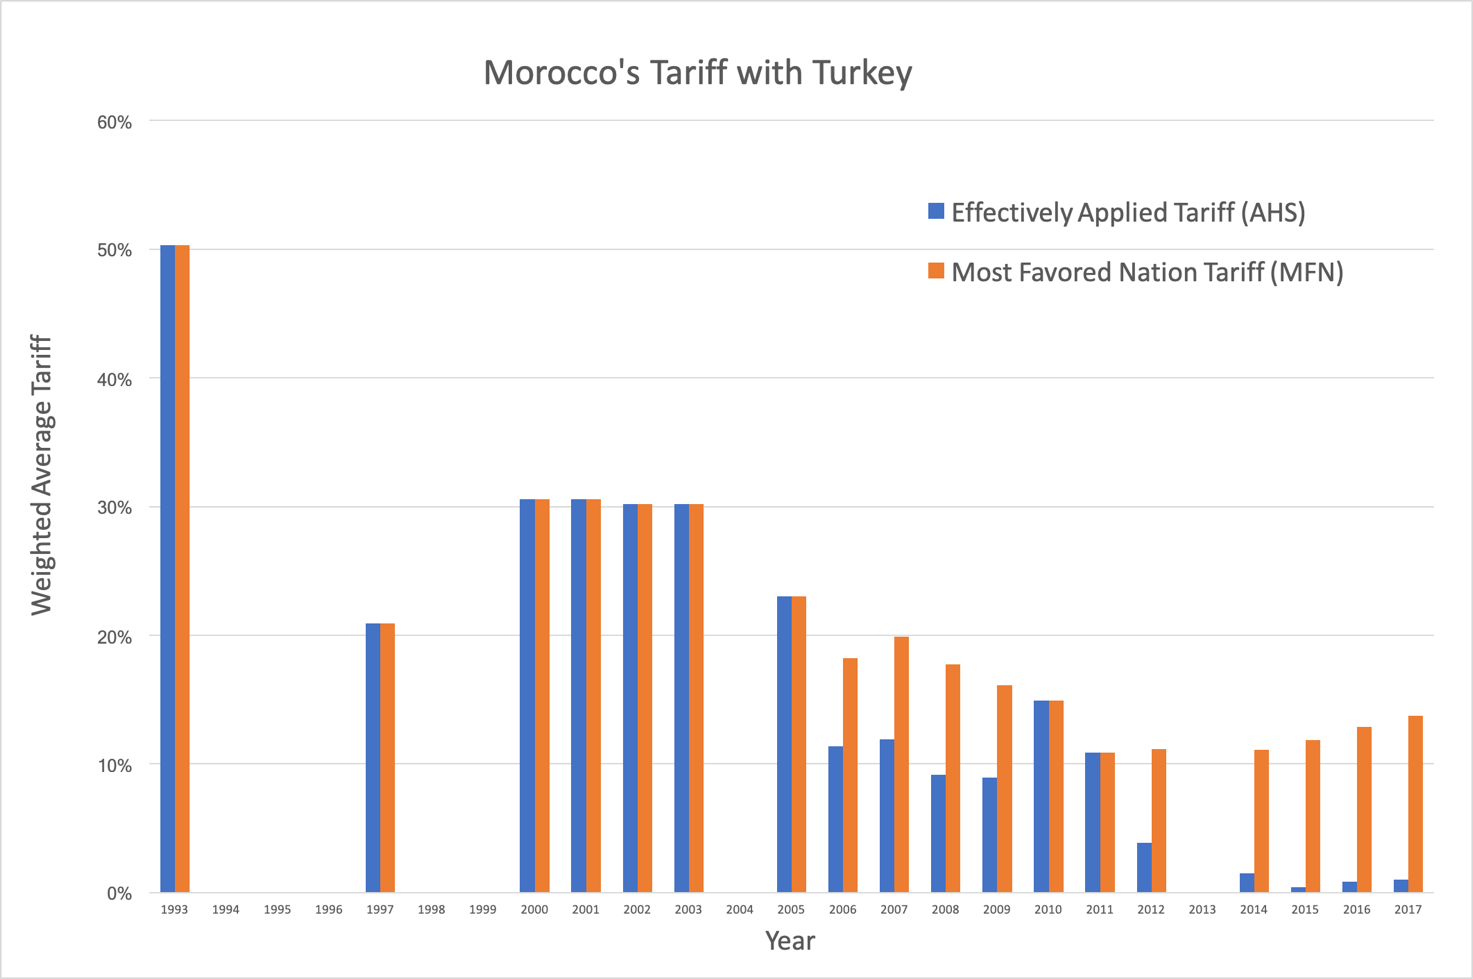 Morocco's Tariff with Turkey
60%
Effectively Applied Tariff (AHS)
50%
Most Favored Nation Tariff (MFN)
40%
Weighted Average Tariff
30%
20%
10%
0%
1993 1994 1995 1996 1997 1998 1999 2000 2001 2002 2003 2004 2005 2006 2007 2008 2009 2010 2011 2012 2013 2014 2015 2016 2017
Year